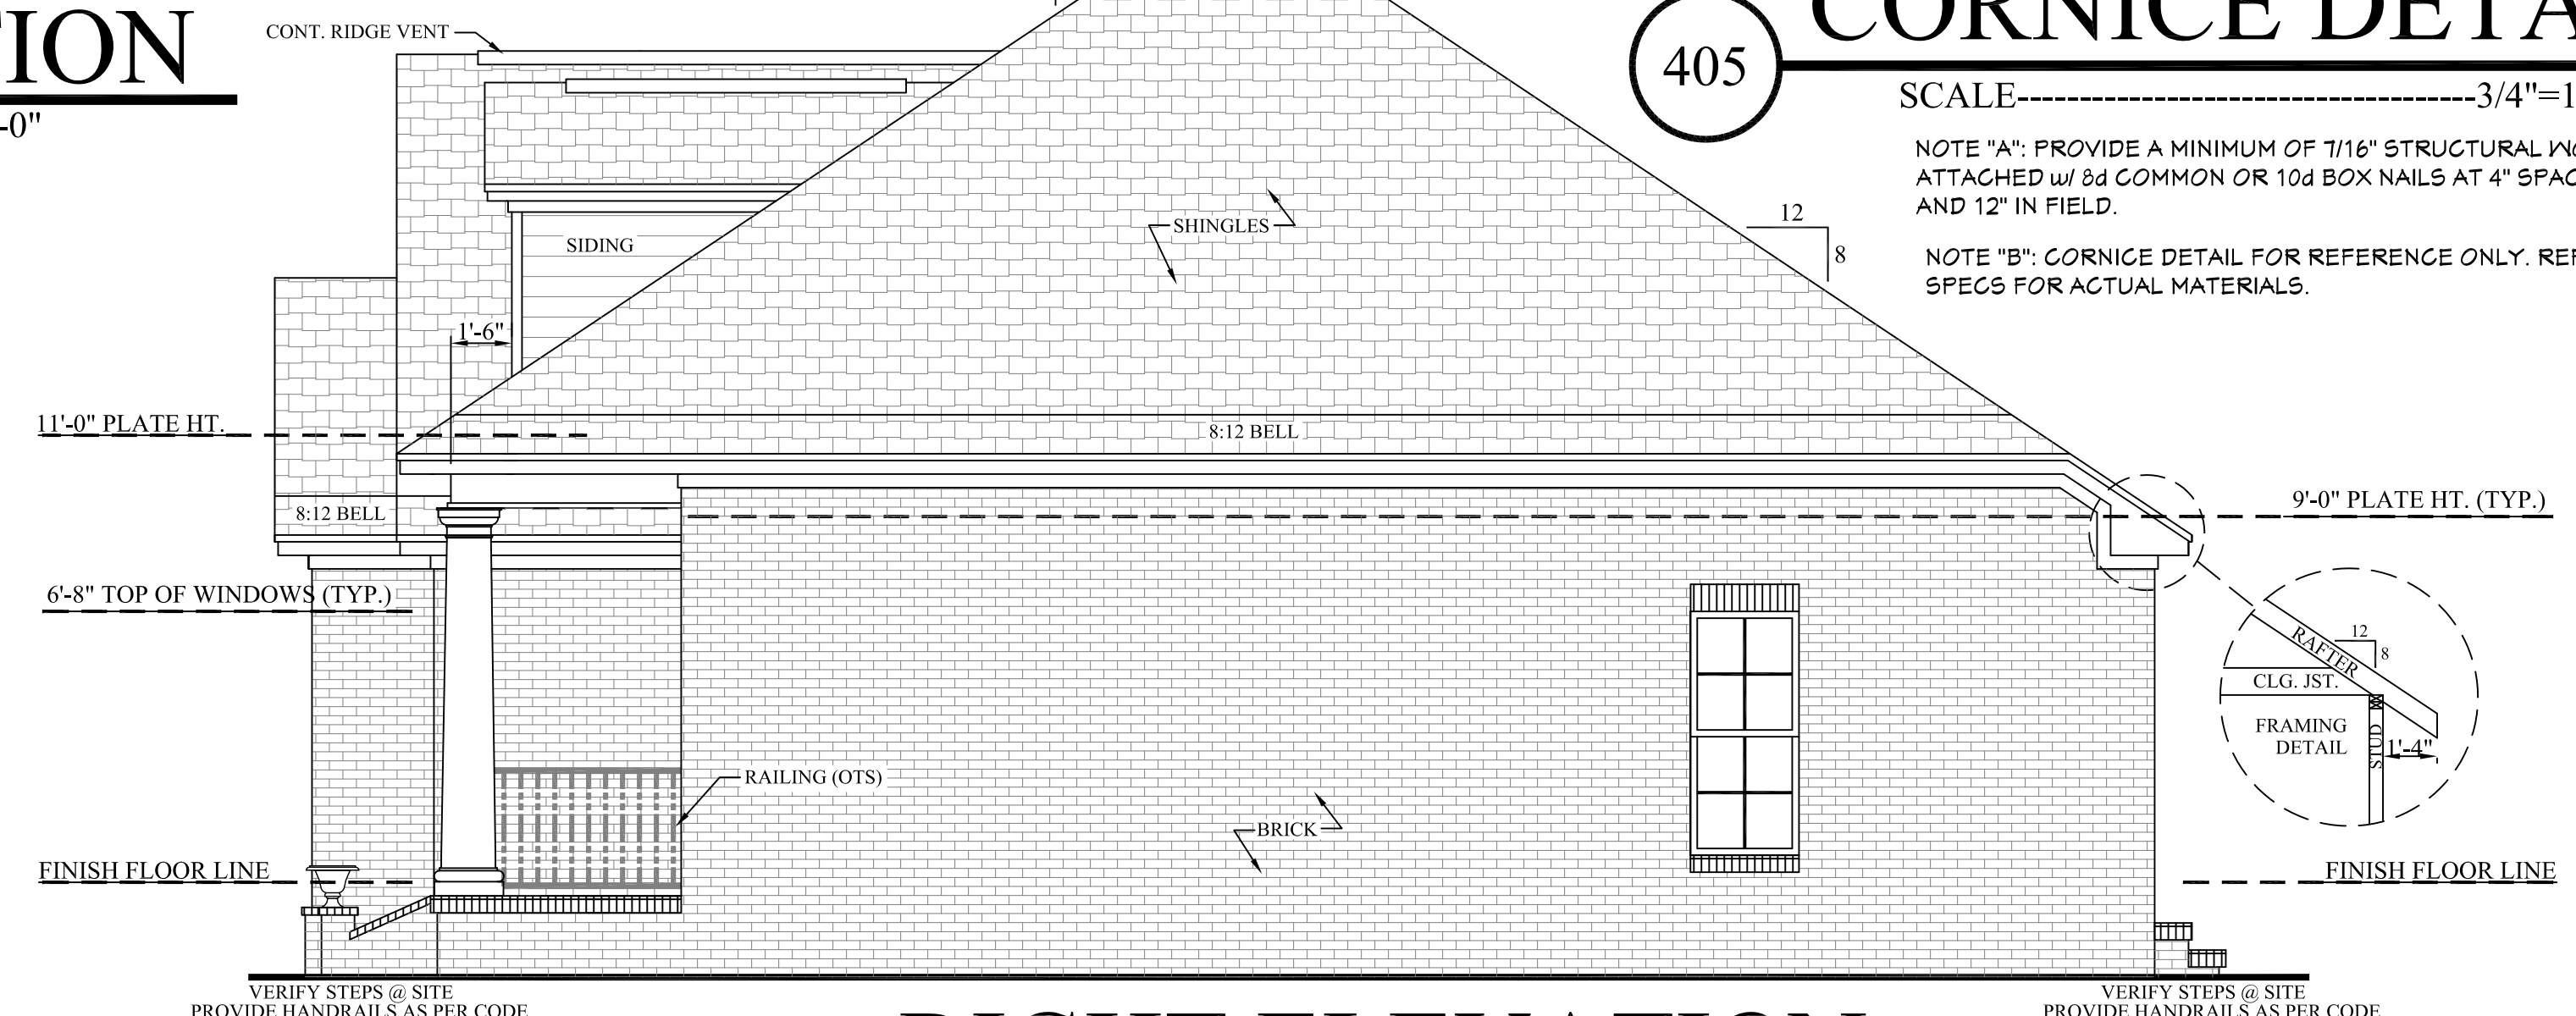 CONT. RIDGE VENT
-0"
405
SCALE 3/4"=1
NOTE "A": PROVIDE A MINIMUM OF 7/16" STRUCTURAL
ATTACHED w/ 8d COMMON OR 10d BOX NAILS AT 4"
AND 12" IN FIELD.
NOTE "B": CORNICE DETAIL FOR REFERENCE ONLY.
SPECS FOR ACTUAL MATERIALS.
12
8
SHINGLES
SIDING
1'-6"
11'-0" PLATE HT.
8:12 BELL
8:12 BELL
9'-0" PLATE HT. (TYP.)
6'-8" TOP OF WINDOWS (TYP.)
12
8
RAFTER
CLG. JST.
FRAMING
DETAIL
STUD
1'-4"
RAILING (OTS)
BRICK
FINISH FLOOR LINE
FINISH FLOOR LINE
VERIFY STEPS @ SITE
PROVIDE HANDRAILS AS PER CODE
VERIFY STEPS @ SITE
PROVIDE HANDRAILS AS PER CODE
RIGHT ELEVATION
CORNICE